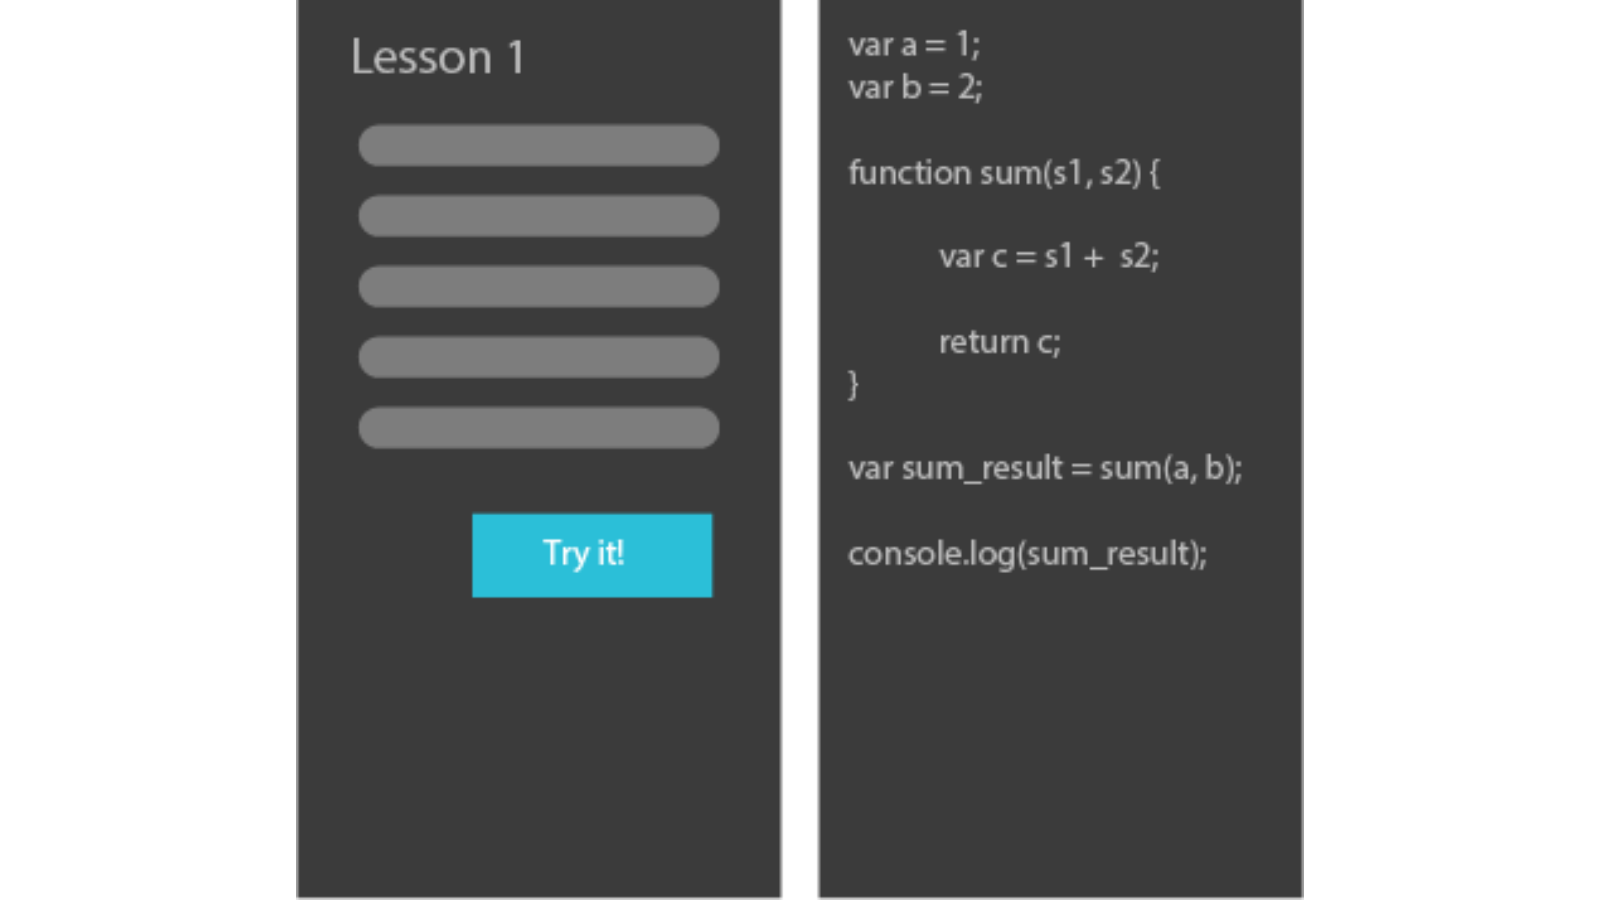 Lesson 1
Try it!
var a = 1;
var b = 2;
function sum(s1, s2) {
var c = s1 +  s2;
return c;
}
var sum_result = sum(a, b);
console.log(sum_result);